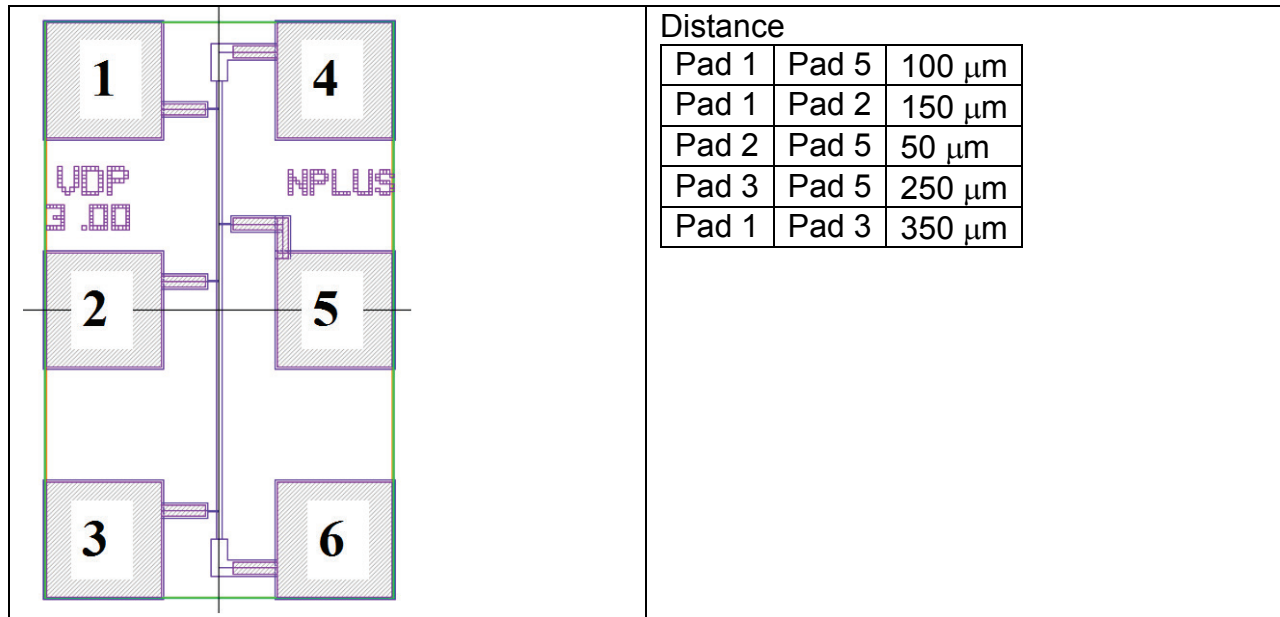 1 4
VDP NPLUS
3.00
2 5
3 6
Distance
Pad 1 Pad 5 100 μm
Pad 1 Pad 2 150 μm
Pad 2 Pad 5 50 μm
Pad 3 Pad 5 250 μm
Pad 1 Pad 3 350 μm